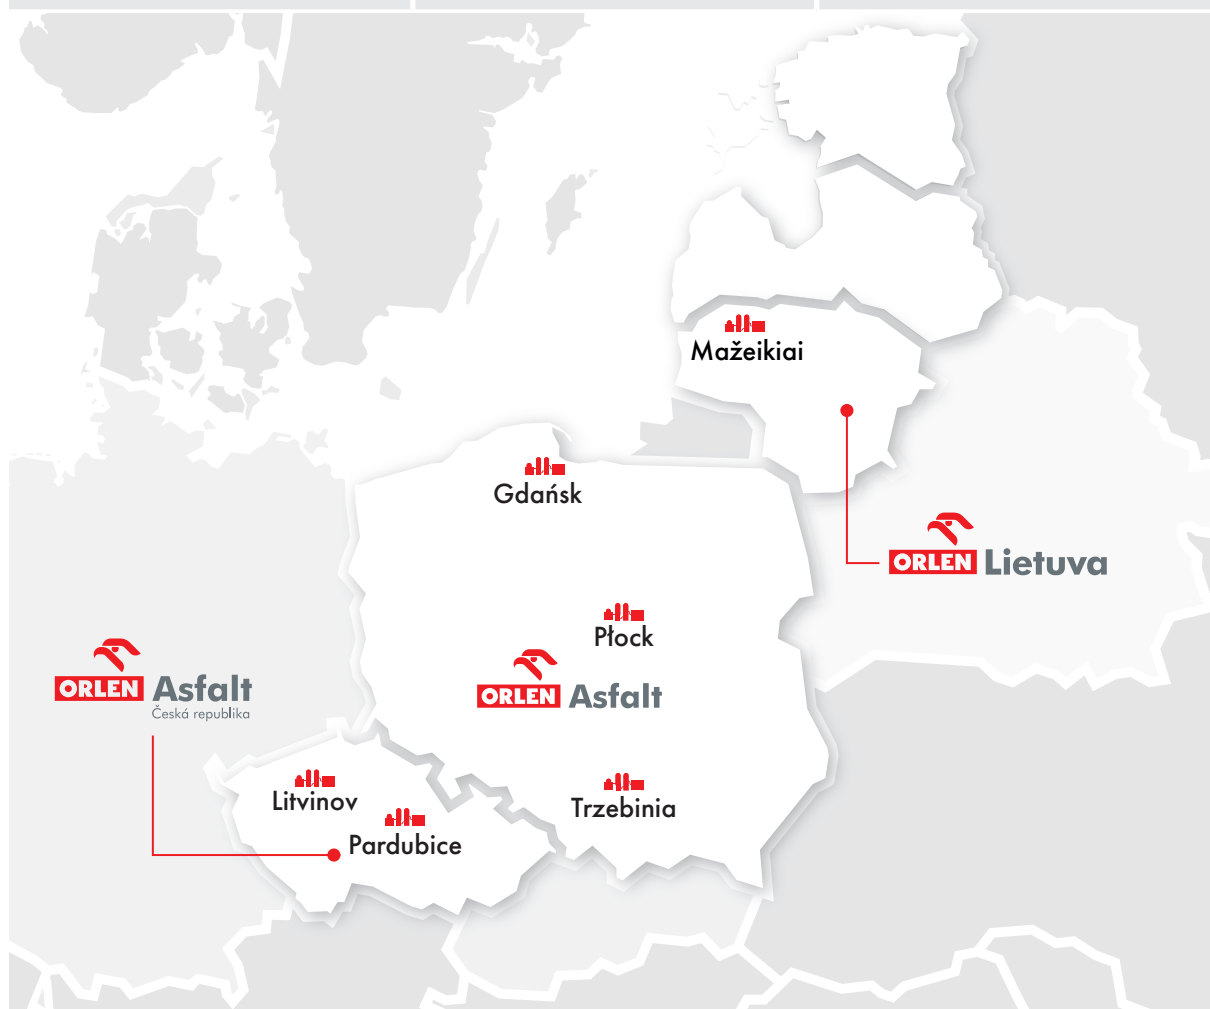 Mažeikiai
Gdańsk
ORLEN Lietuva
Płock
ORLEN Asfalt
Česká republika
ORLEN Asfalt
Litvinov
Trzebinia
Pardubice